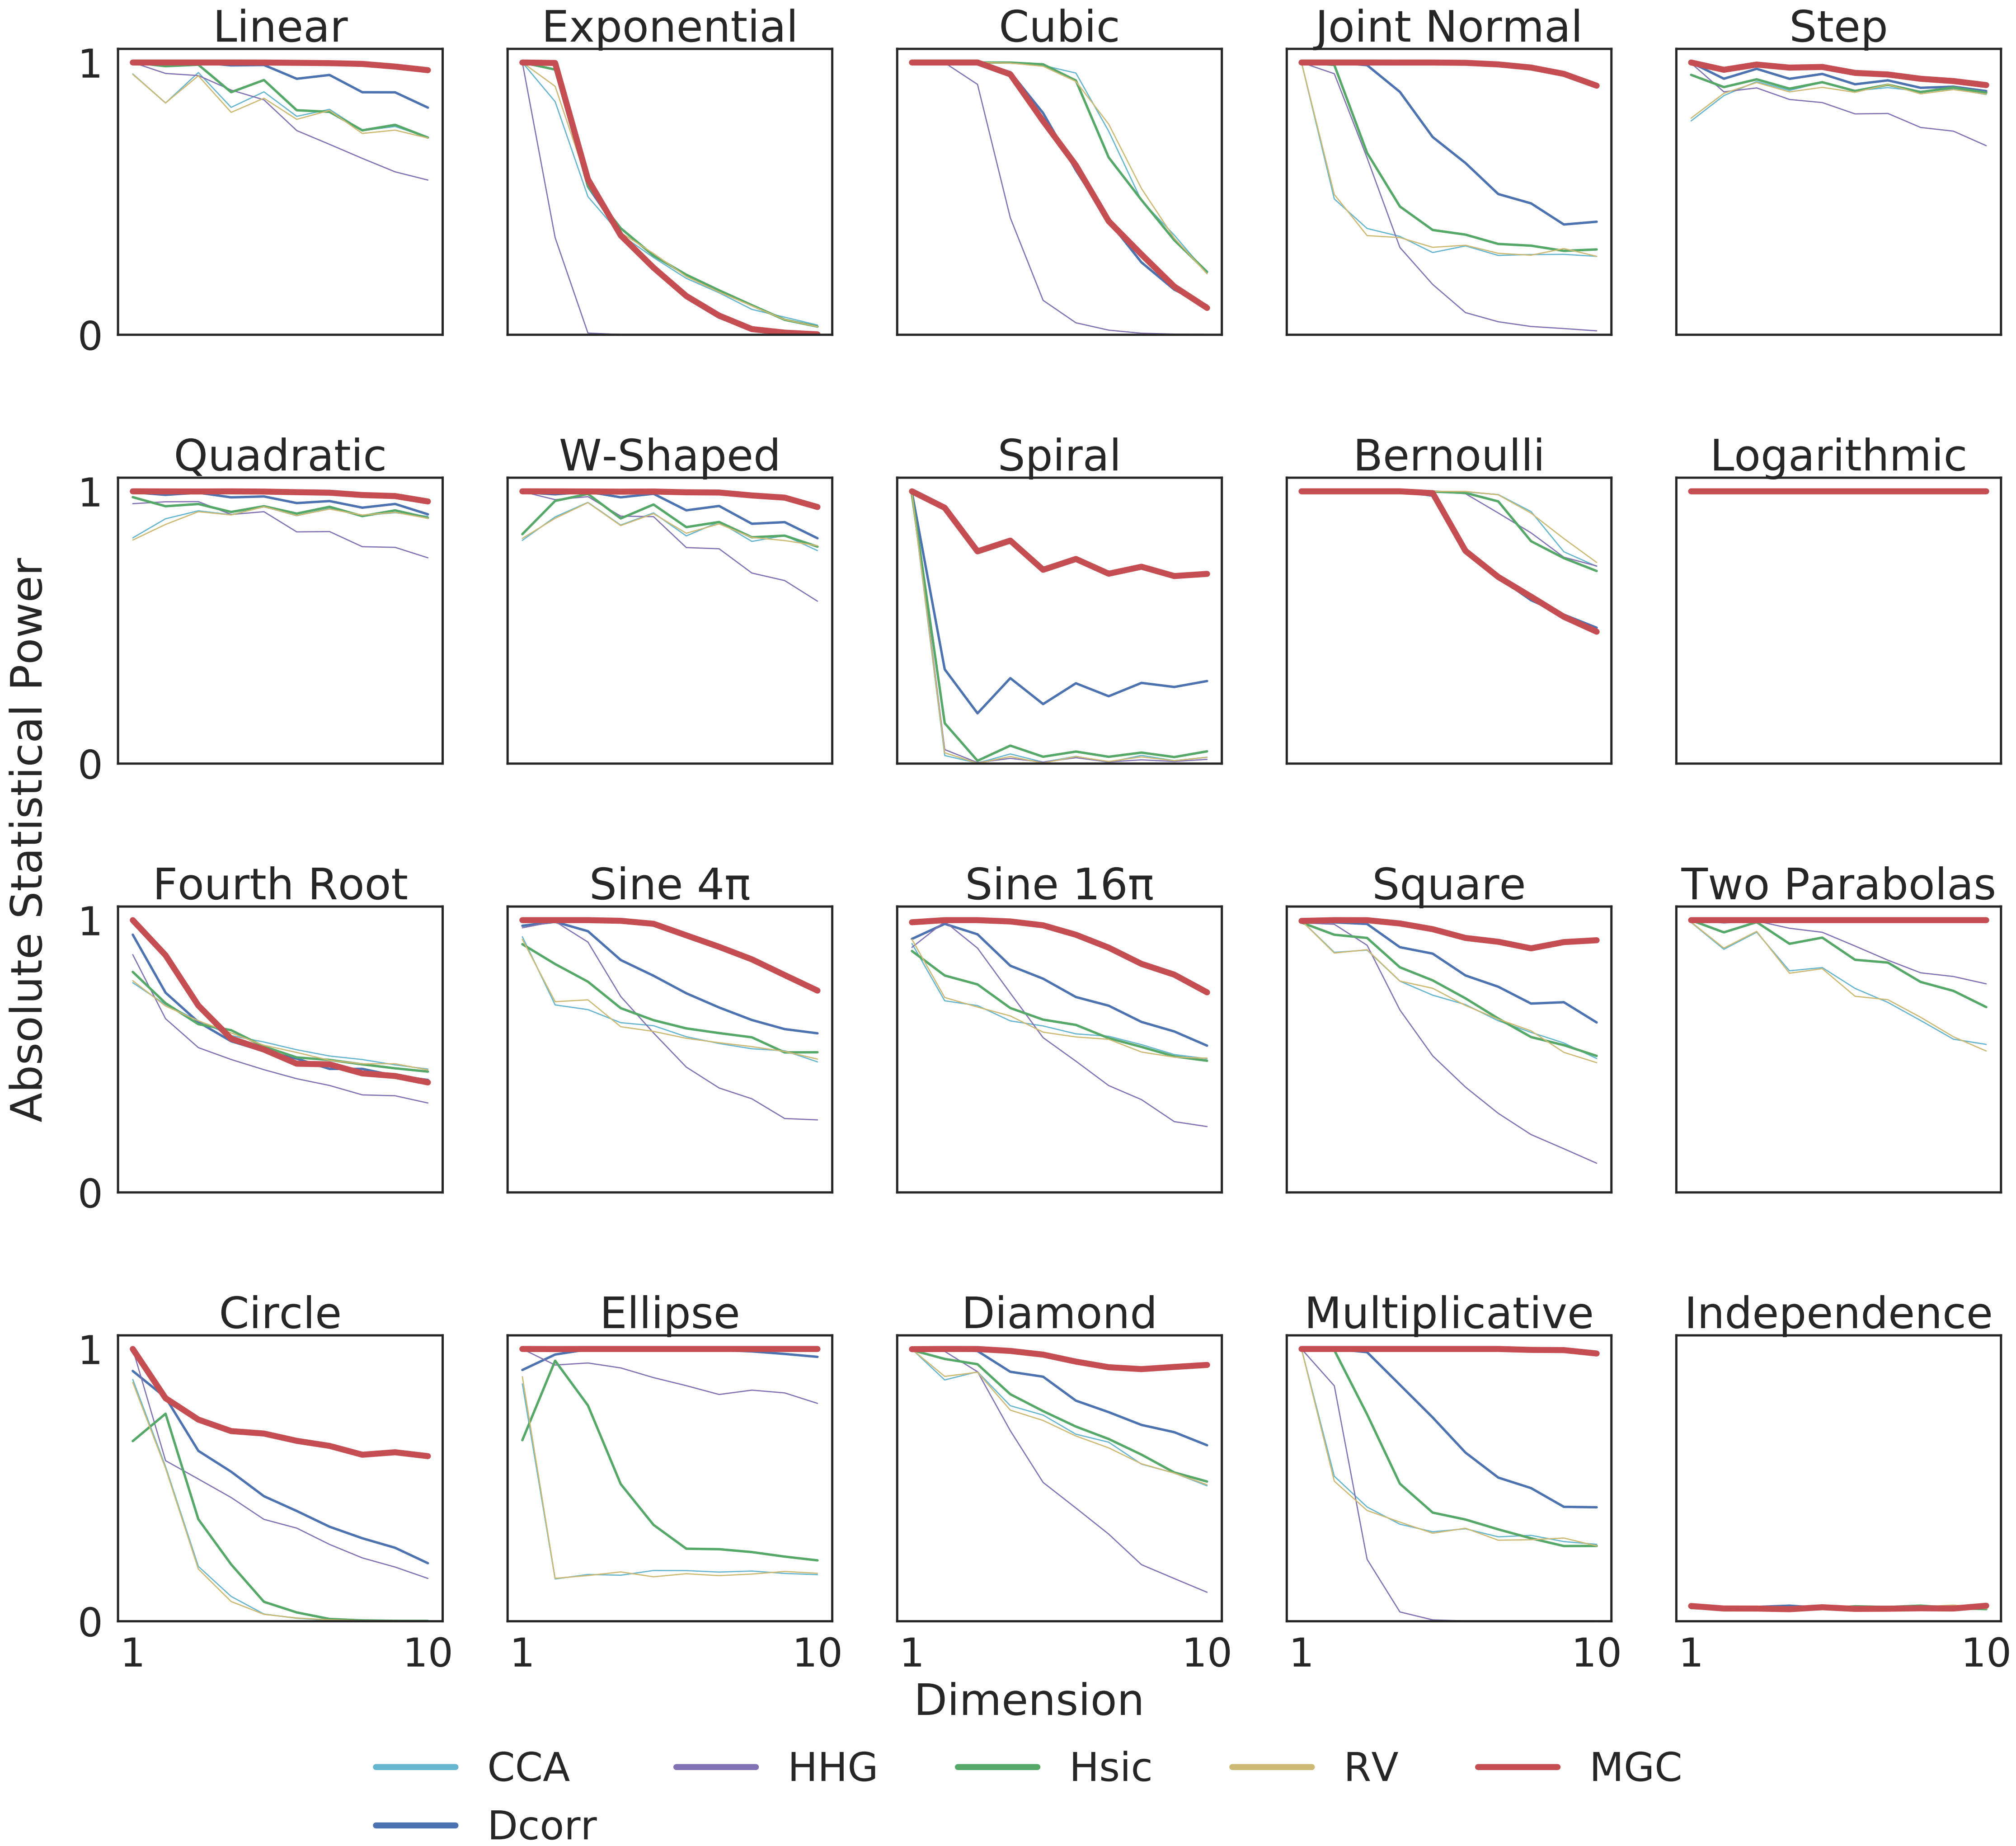 Linear Exponential Cubic Joint Normal Step
1
0
Quadratic W-Shaped Spiral Bernoulli Logarithmic
1
0
Absolute Statistical Power
Fourth Root Sine 4π Sine 16π Square Two Parabolas
1
0
Circle Ellipse Diamond Multiplicative Independence
1
0
1 10 1 10 1 10 1 10 1 10
Dimension
CCA HHG Hsic RV MGC
Dcorr